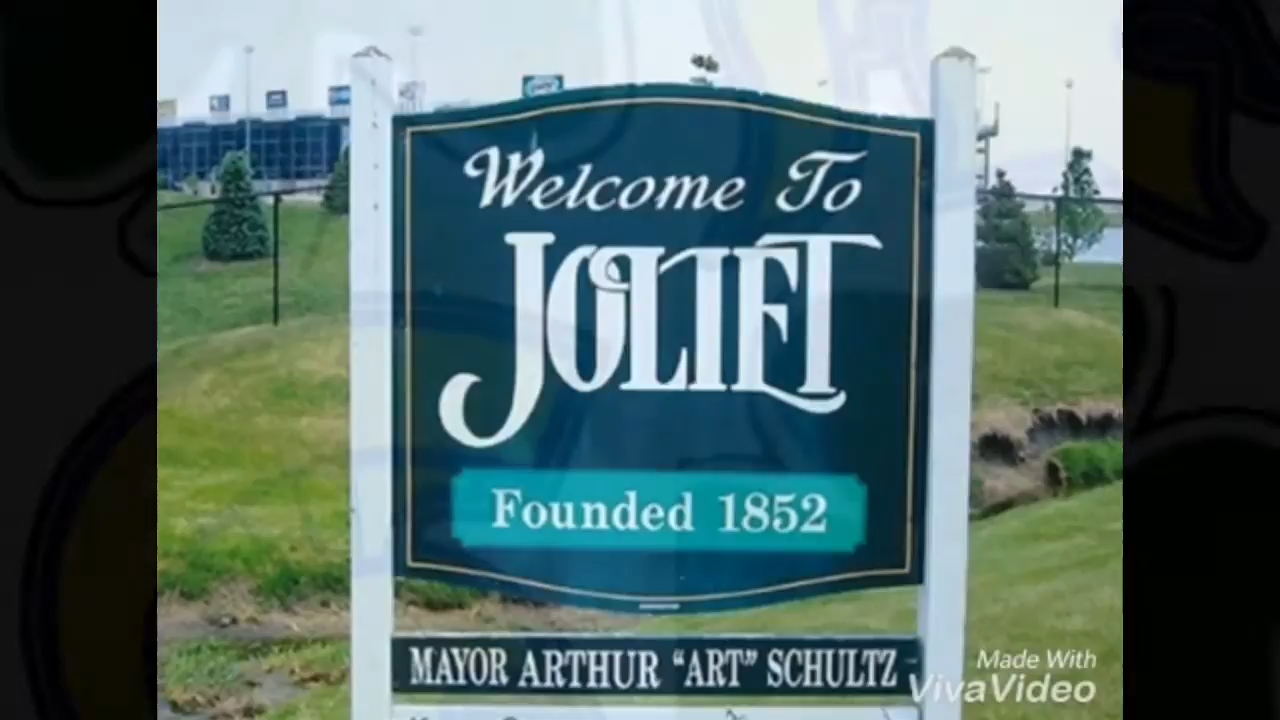 Welcome To
JOLIET
Founded 1852
MAYOR ARTHUR “ART” SCHULTZ
Made With
VivaVideo